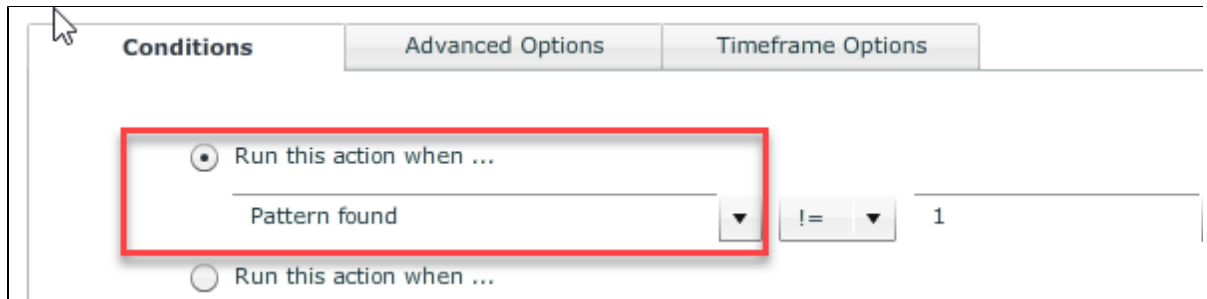 Conditions Advanced Options Timeframe Options
Run this action when ...
Pattern found != 1
Run this action when ...